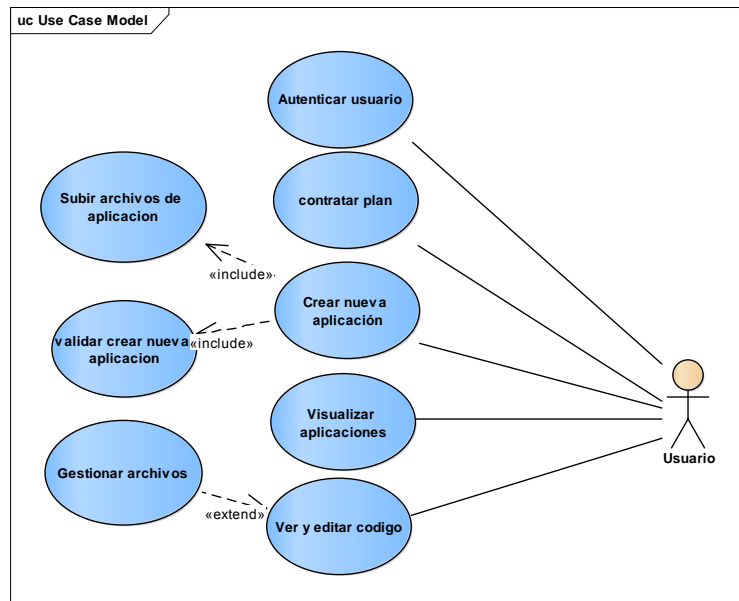 uc Use Case Model
Autenticar usuario
Subir archivos de
aplicacion
contratar plan
«include»
Crear nueva
aplicación
validar crear nueva
aplicacion
«include»
Visualizar
aplicaciones
Usuario
Gestionar archivos
«extend»
Ver y editar codigo